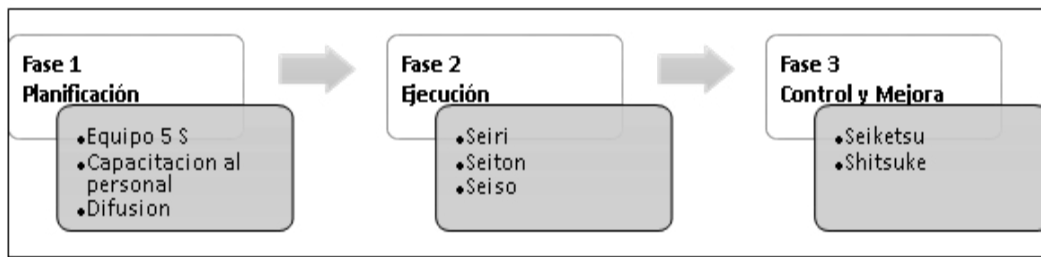 Fase 1
Planificación
•Equipo 5 S
•Capacitacion al
personal
•Difusion
Fase 2
Ejecución
•Seiri
•Seiton
•Seiso
Fase 3
Control y Mejora
•Seiketsu
•Shitsuke